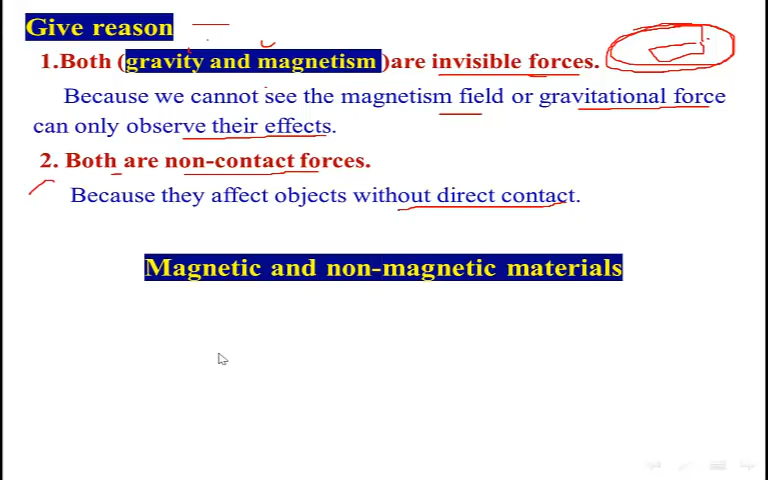 Give reason
1.Both (gravity and magnetism )are invisible forces.
Because we cannot see the magnetism field or gravitational force
can only observe their effects.
2. Both are non-contact forces.
Because they affect objects without direct contact.
Magnetic and non-magnetic materials